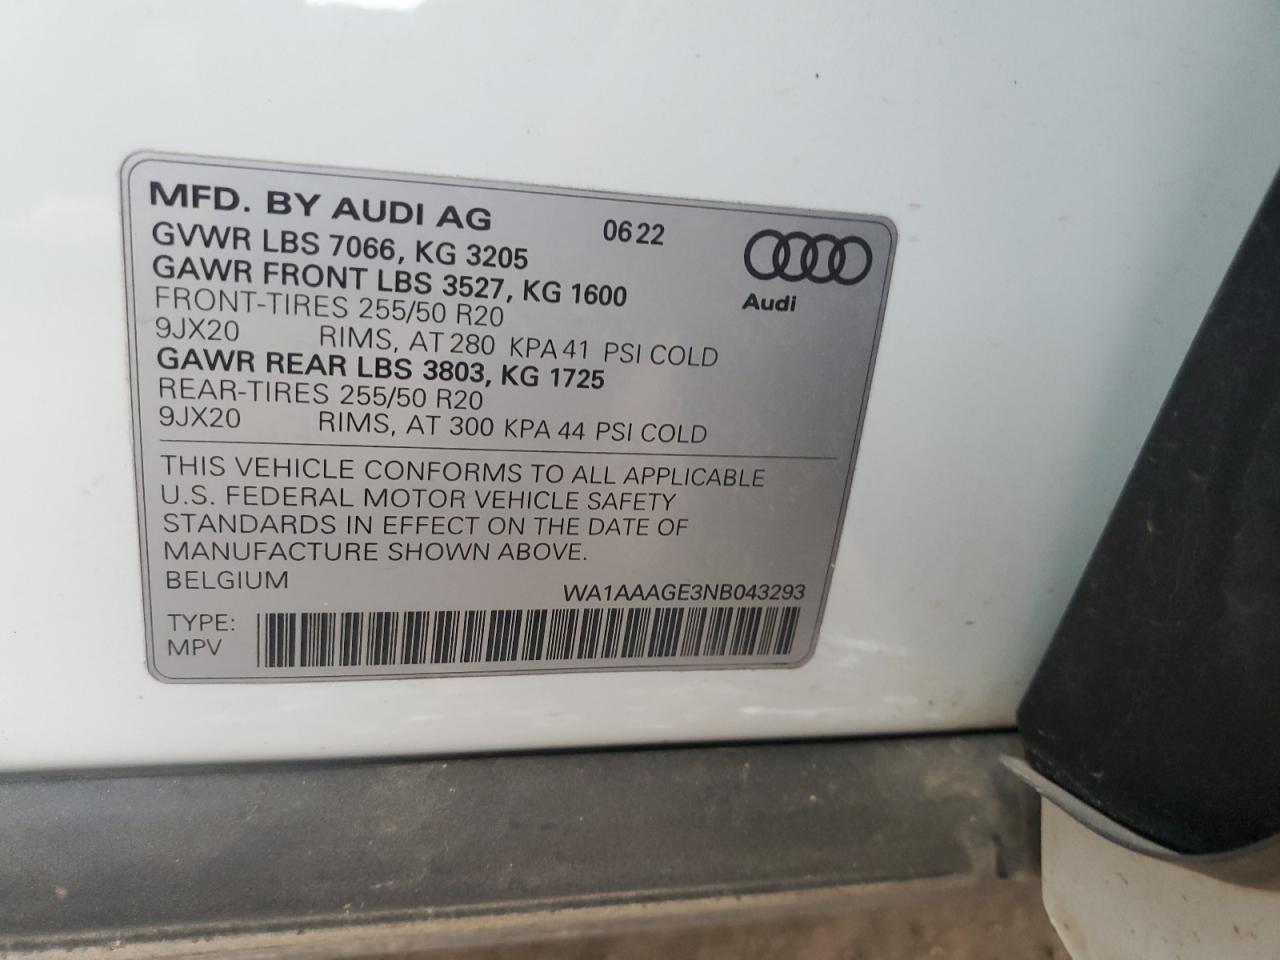 MFD. BY AUDI AG 0622
GVWR LBS 7066, KG 3205
GAWR FRONT LBS 3527, KG 1600
FRONT-TIRES 255/50 R20
9JX20 RIMS, AT 280 KPA 41 PSI COLD
GAWR REAR LBS 3803, KG 1725
REAR-TIRES 255/50 R20
9JX20 RIMS, AT 300 KPA 44 PSI COLD
Audi
THIS VEHICLE CONFORMS TO ALL APPLICABLE
U.S. FEDERAL MOTOR VEHICLE SAFETY
STANDARDS IN EFFECT ON THE DATE OF
MANUFACTURE SHOWN ABOVE.
BELGIUM WA1AAAGE3NB043293
TYPE:
MPV